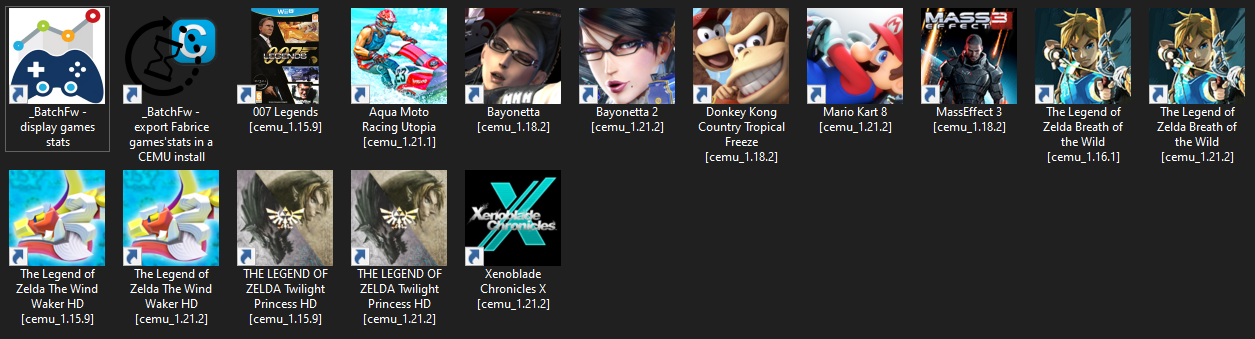 _BatchFw -
display games
stats
_BatchFw -
export Fabrice
games'stats in a
CEMU install
Wii U
007
LEGENDS
007 Legends
[cemu_1.15.9]
23
Aqua Moto
Racing Utopia
[cemu_1.21.1]
Bayonetta
[cemu_1.18.2]
Bayonetta 2
[cemu_1.21.2]
Donkey Kong
Country Tropical
Freeze
[cemu_1.18.2]
Mario Kart 8
[cemu_1.21.2]
MASS
EFFECT 3
MassEffect 3
[cemu_1.18.2]
The Legend of
Zelda Breath of
the Wild
[cemu_1.16.1]
The Legend of
Zelda Breath of
the Wild
[cemu_1.21.2]
The Legend of
Zelda The Wind
Waker HD
[cemu_1.15.9]
The Legend of
Zelda The Wind
Waker HD
[cemu_1.21.2]
THE LEGEND OF
ZELDA Twilight
Princess HD
[cemu_1.15.9]
THE LEGEND OF
ZELDA Twilight
Princess HD
[cemu_1.21.2]
Xenoblade
Chronicles
X
Xenoblade
Chronicles X
[cemu_1.21.2]